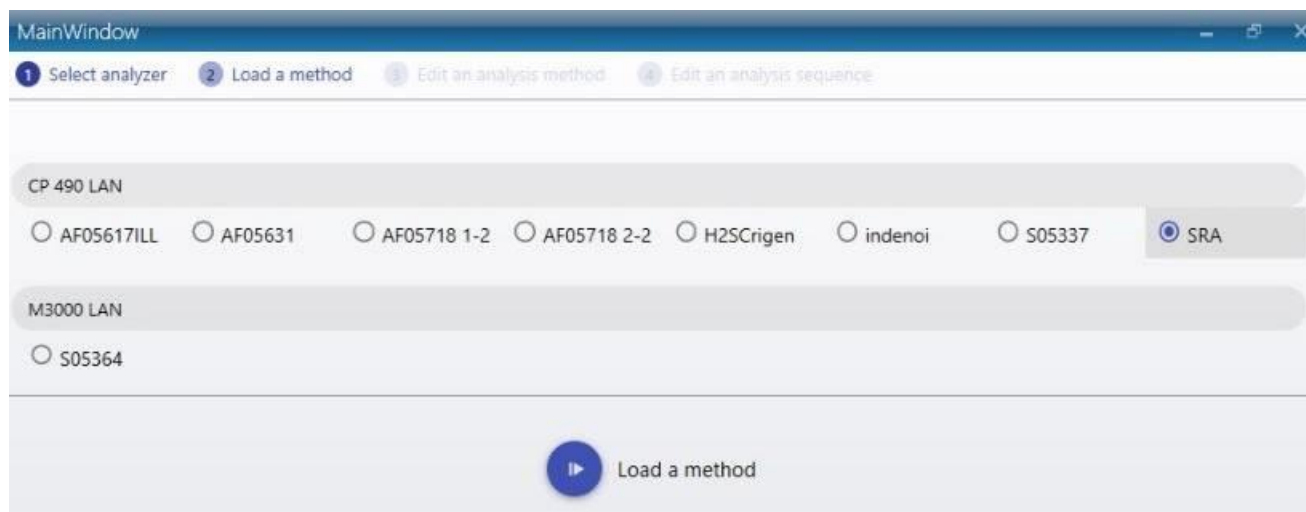 MainWindow
1 Select analyzer 2 Load a method 3 Edit an analysis method 4 Edit an analysis sequence
CP 490 LAN
AF05617ILL AF05631 AF05718 1-2 AF05718 2-2 H2SCrigen indenoi S05337 SRA
M3000 LAN
S05364
Load a method